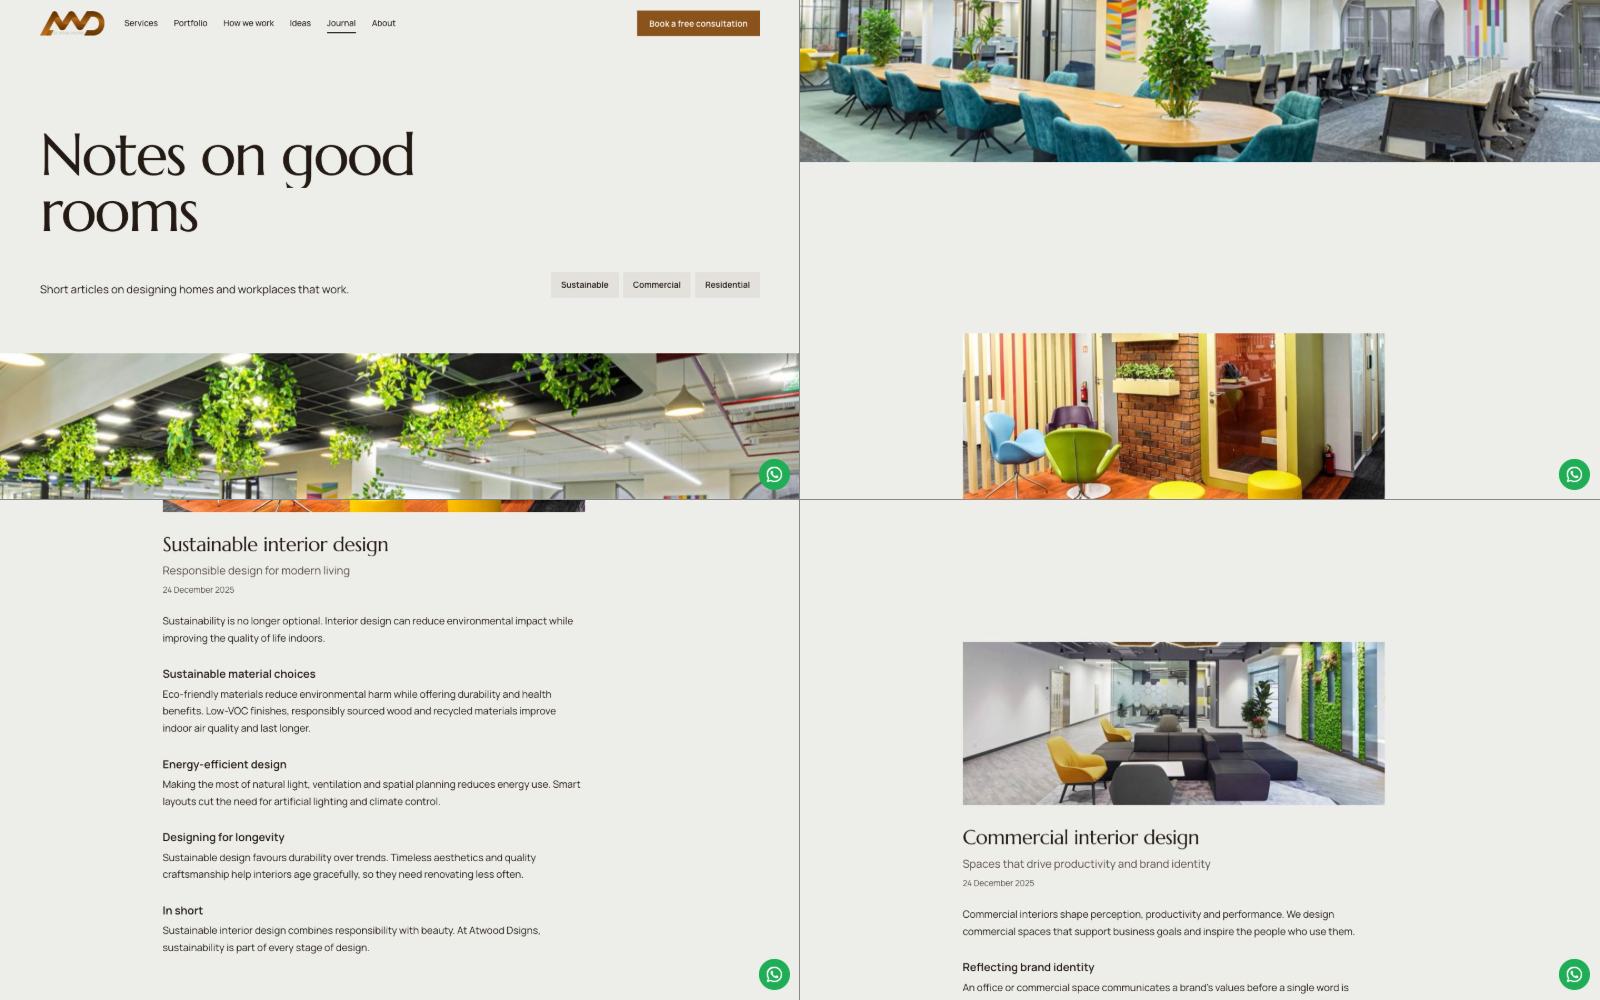 Services
Portfolio
How we work
Ideas
Journal
About
Book a free consultation
Notes on good
rooms
Short articles on designing homes and workplaces that work.
Sustainable
Commercial
Residential
Sustainable interior design
Responsible design for modern living
24 December 2025
Sustainability is no longer optional. Interior design can reduce environmental impact while
improving the quality of life indoors.
Sustainable material choices
Eco-friendly materials reduce environmental harm while offering durability and health
benefits. Low-VOC finishes, responsibly sourced wood and recycled materials improve
indoor air quality and last longer.
Energy-efficient design
Making the most of natural light, ventilation and spatial planning reduces energy use. Smart
layouts cut the need for artificial lighting and climate control.
Designing for longevity
Sustainable design favours durability over trends. Timeless aesthetics and quality
craftsmanship help interiors age gracefully, so they need renovating less often.
In short
Sustainable interior design combines responsibility with beauty. At Atwood Dsigns,
sustainability is part of every stage of design.
Commercial interior design
Spaces that drive productivity and brand identity
24 December 2025
Commercial interiors shape perception, productivity and performance. We design
commercial spaces that support business goals and inspire the people who use them.
Reflecting brand identity
An office or commercial space communicates a brand's values before a single word is